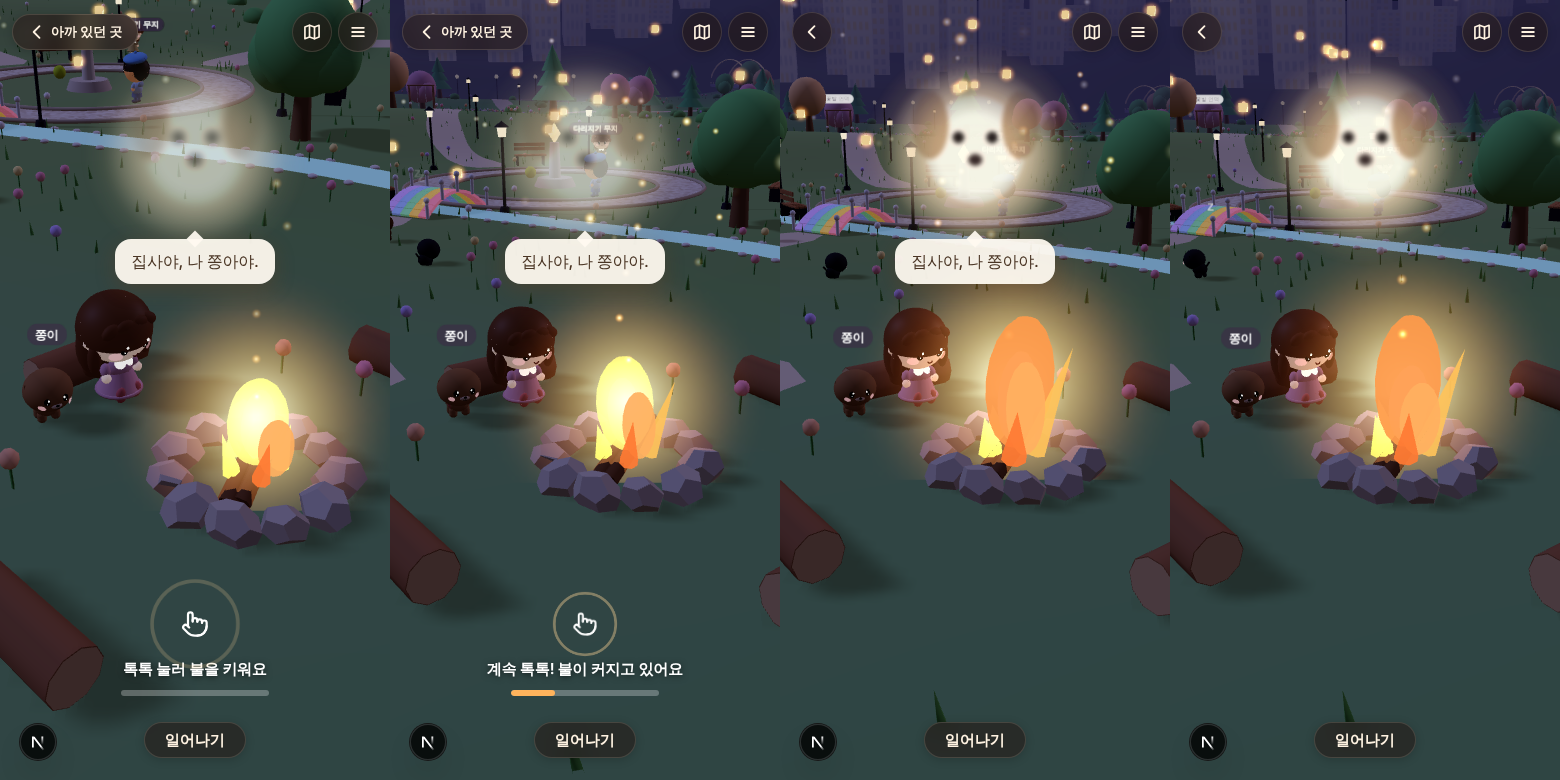 아까 있던 곳
집사야, 나 쫑아야.
쫑이
톡톡 눌러 불을 키워요
일어나기
N
아까 있던 곳
다리지기 무지
집사야, 나 쫑아야.
쫑이
계속 톡톡! 불이 커지고 있어요
일어나기
N
집사야, 나 쫑아야.
쫑이
일어나기
N
z
쫑이
일어나기
N